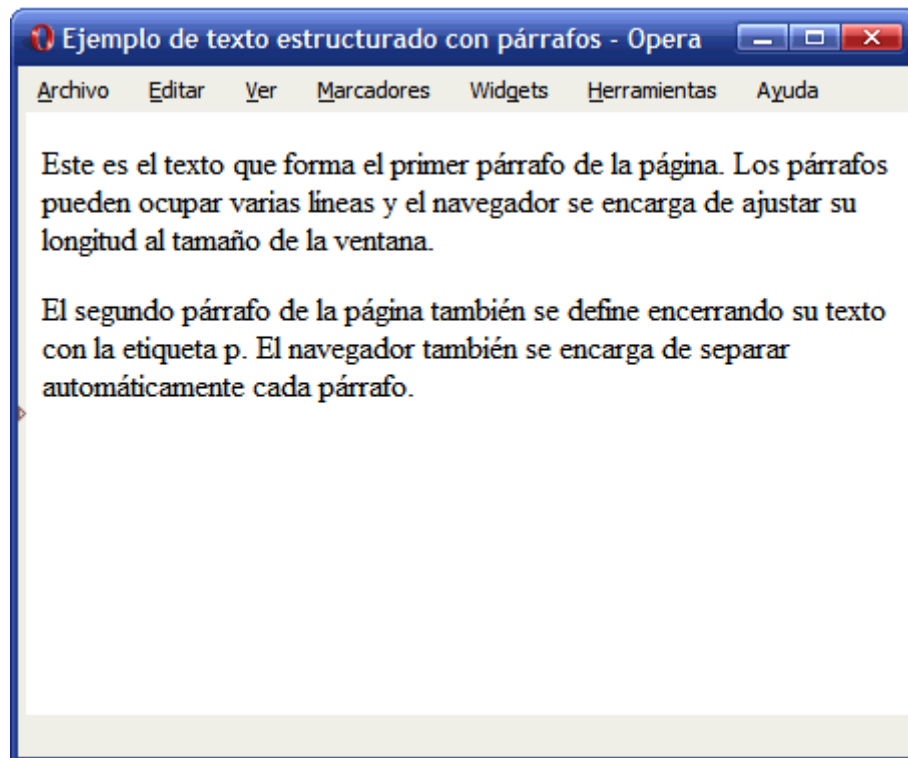 Ejemplo de texto estructurado con párrafos - Opera
Archivo Editar Ver Marcadores Widgets Herramientas Ayuda
Este es el texto que forma el primer párrafo de la página. Los párrafos
pueden ocupar varias líneas y el navegador se encarga de ajustar su
longitud al tamaño de la ventana.
El segundo párrafo de la página también se define encerrando su texto
con la etiqueta p. El navegador también se encarga de separar
automáticamente cada párrafo.